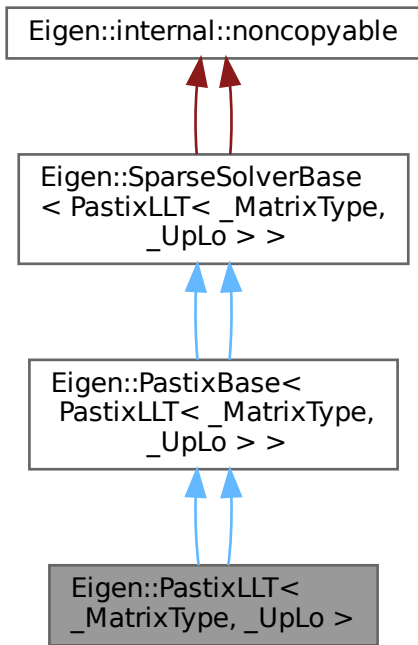 Eigen::internal::noncopyable
Eigen::SparseSolverBase
< PastixLLT< _MatrixType,
_UpLo > >
Eigen::PastixBase<
PastixLLT< _MatrixType,
_UpLo > >
Eigen::PastixLLT<
_MatrixType, _UpLo >